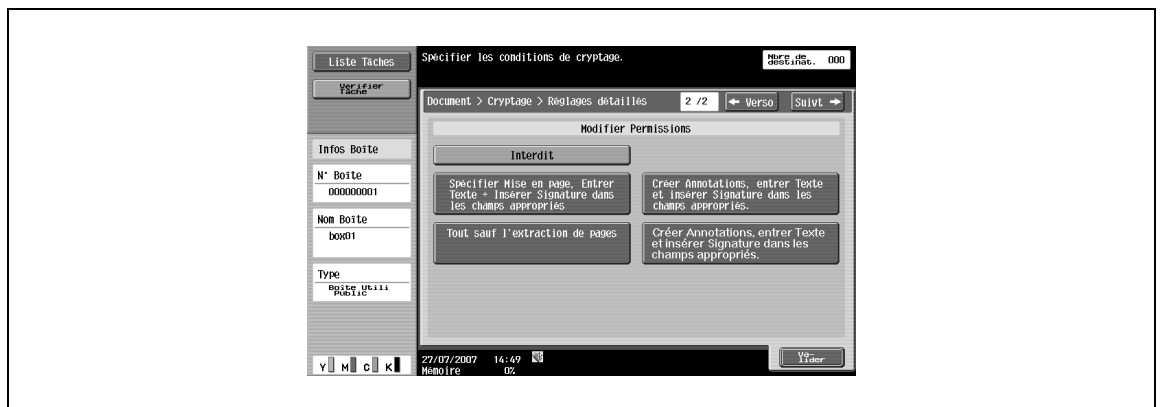 Liste Tâches
Vérifier
Tâche
Spécifier les conditions de cryptage.
Nbre de
destinat. 000
Document > Cryptage > Réglages détaillés 2 /2 ← Verso Suivt →
Modifier Permissions
Interdit
Spécifier Mise en page, Entrer
Texte + Insérer Signature dans
les champs appropriés
Créer Annotations, entrer Texte
et insérer Signature dans les
champs appropriés.
Tout sauf l'extraction de pages
Créer Annotations, entrer Texte
et insérer Signature dans les
champs appropriés.
Infos Boîte
N° Boîte
000000001
Nom Boîte
box01
Type
Boîte Utili
Public
Y M C K
27/07/2007 14:49
Mémoire 0%
Va-
lider